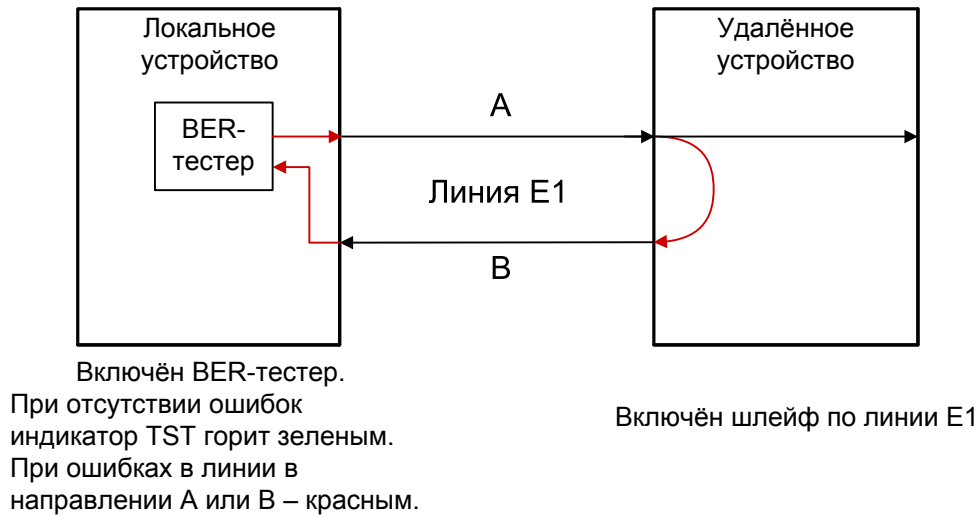 Локальное
устройство
Удалённое
устройство
BER-
тестер
A
Линия E1
B
Включён BER-тестер.
При отсутствии ошибок
индикатор TST горит зеленым.
При ошибках в линии в
направлении A или B – красным.
Включён шлейф по линии E1